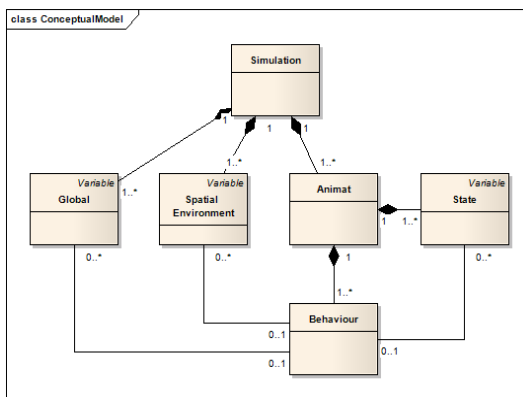 class ConceptualModel
Simulation
1
1
1
1..*
1..*
1..*
Variable
Global
Variable
Spatial
Environment
Animat
Variable
State
1
1..*
0..*
0..*
1
0..*
1..*
Behaviour
0..1
0..1
0..1